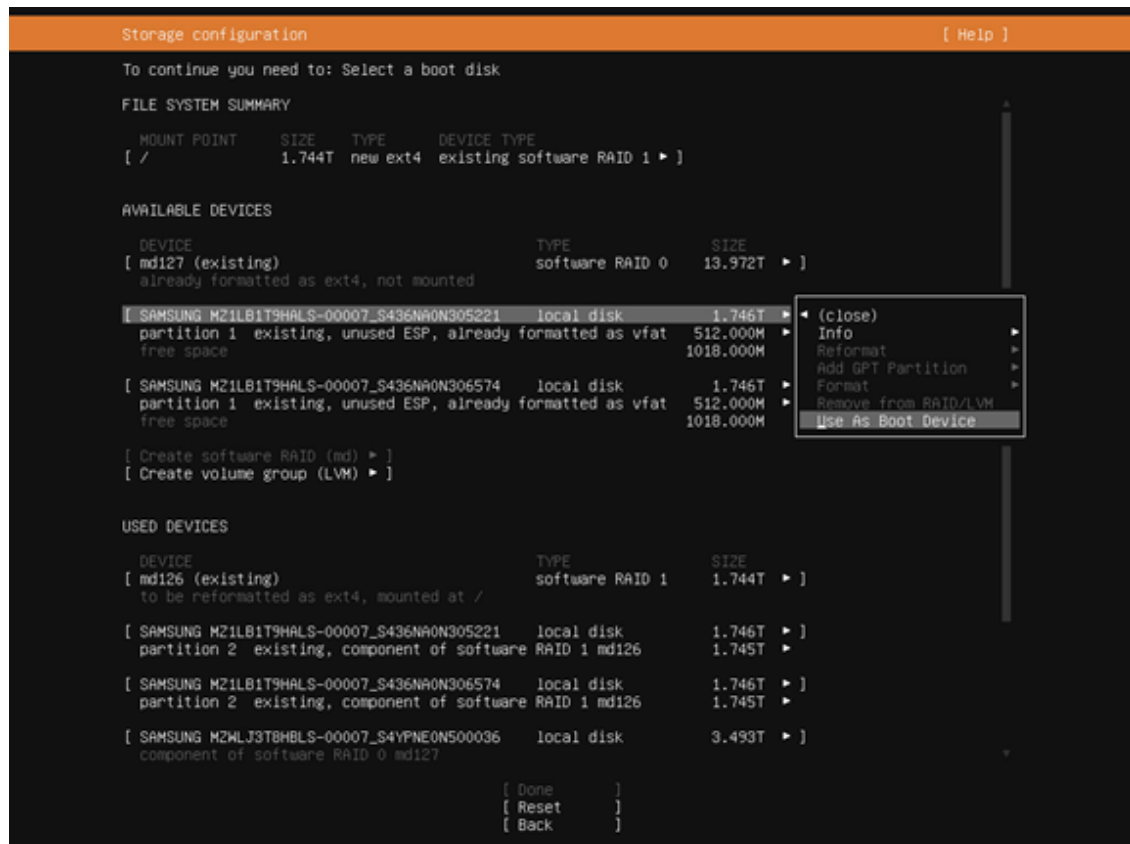 Storage configuration [ Help ]
To continue you need to: Select a boot disk
FILE SYSTEM SUMMARY
MOUNT POINT SIZE TYPE DEVICE TYPE
[ / 1.744T new ext4 existing software RAID 1 ▸ ]
AVAILABLE DEVICES
DEVICE TYPE SIZE
[ md127 (existing) software RAID 0 13.972T ▸ ]
already formatted as ext4, not mounted
[ SAMSUNG MZ1LB1T9HALS-00007_S436NA0N305221 local disk 1.746T ▸
partition 1 existing, unused ESP, already formatted as vfat 512.000M ▸
free space 1018.000M
[ SAMSUNG MZ1LB1T9HALS-00007_S436NA0N306574 local disk 1.746T ▸
partition 1 existing, unused ESP, already formatted as vfat 512.000M ▸
free space 1018.000M
◂ (close)
Info ▸
Reformat ▸
Add GPT Partition ▸
Format ▸
Remove from RAID/LVM
Use As Boot Device
[ Create software RAID (md) ▸ ]
[ Create volume group (LVM) ▸ ]
USED DEVICES
DEVICE TYPE SIZE
[ md126 (existing) software RAID 1 1.744T ▸ ]
to be reformatted as ext4, mounted at /
[ SAMSUNG MZ1LB1T9HALS-00007_S436NA0N305221 local disk 1.746T ▸ ]
partition 2 existing, component of software RAID 1 md126 1.745T ▸
[ SAMSUNG MZ1LB1T9HALS-00007_S436NA0N306574 local disk 1.746T ▸ ]
partition 2 existing, component of software RAID 1 md126 1.745T ▸
[ SAMSUNG MZWLJ3T8HBLS-00007_S4YPNE0N500036 local disk 3.493T ▸ ]
component of software RAID 0 md127
[ Done ]
[ Reset ]
[ Back ]